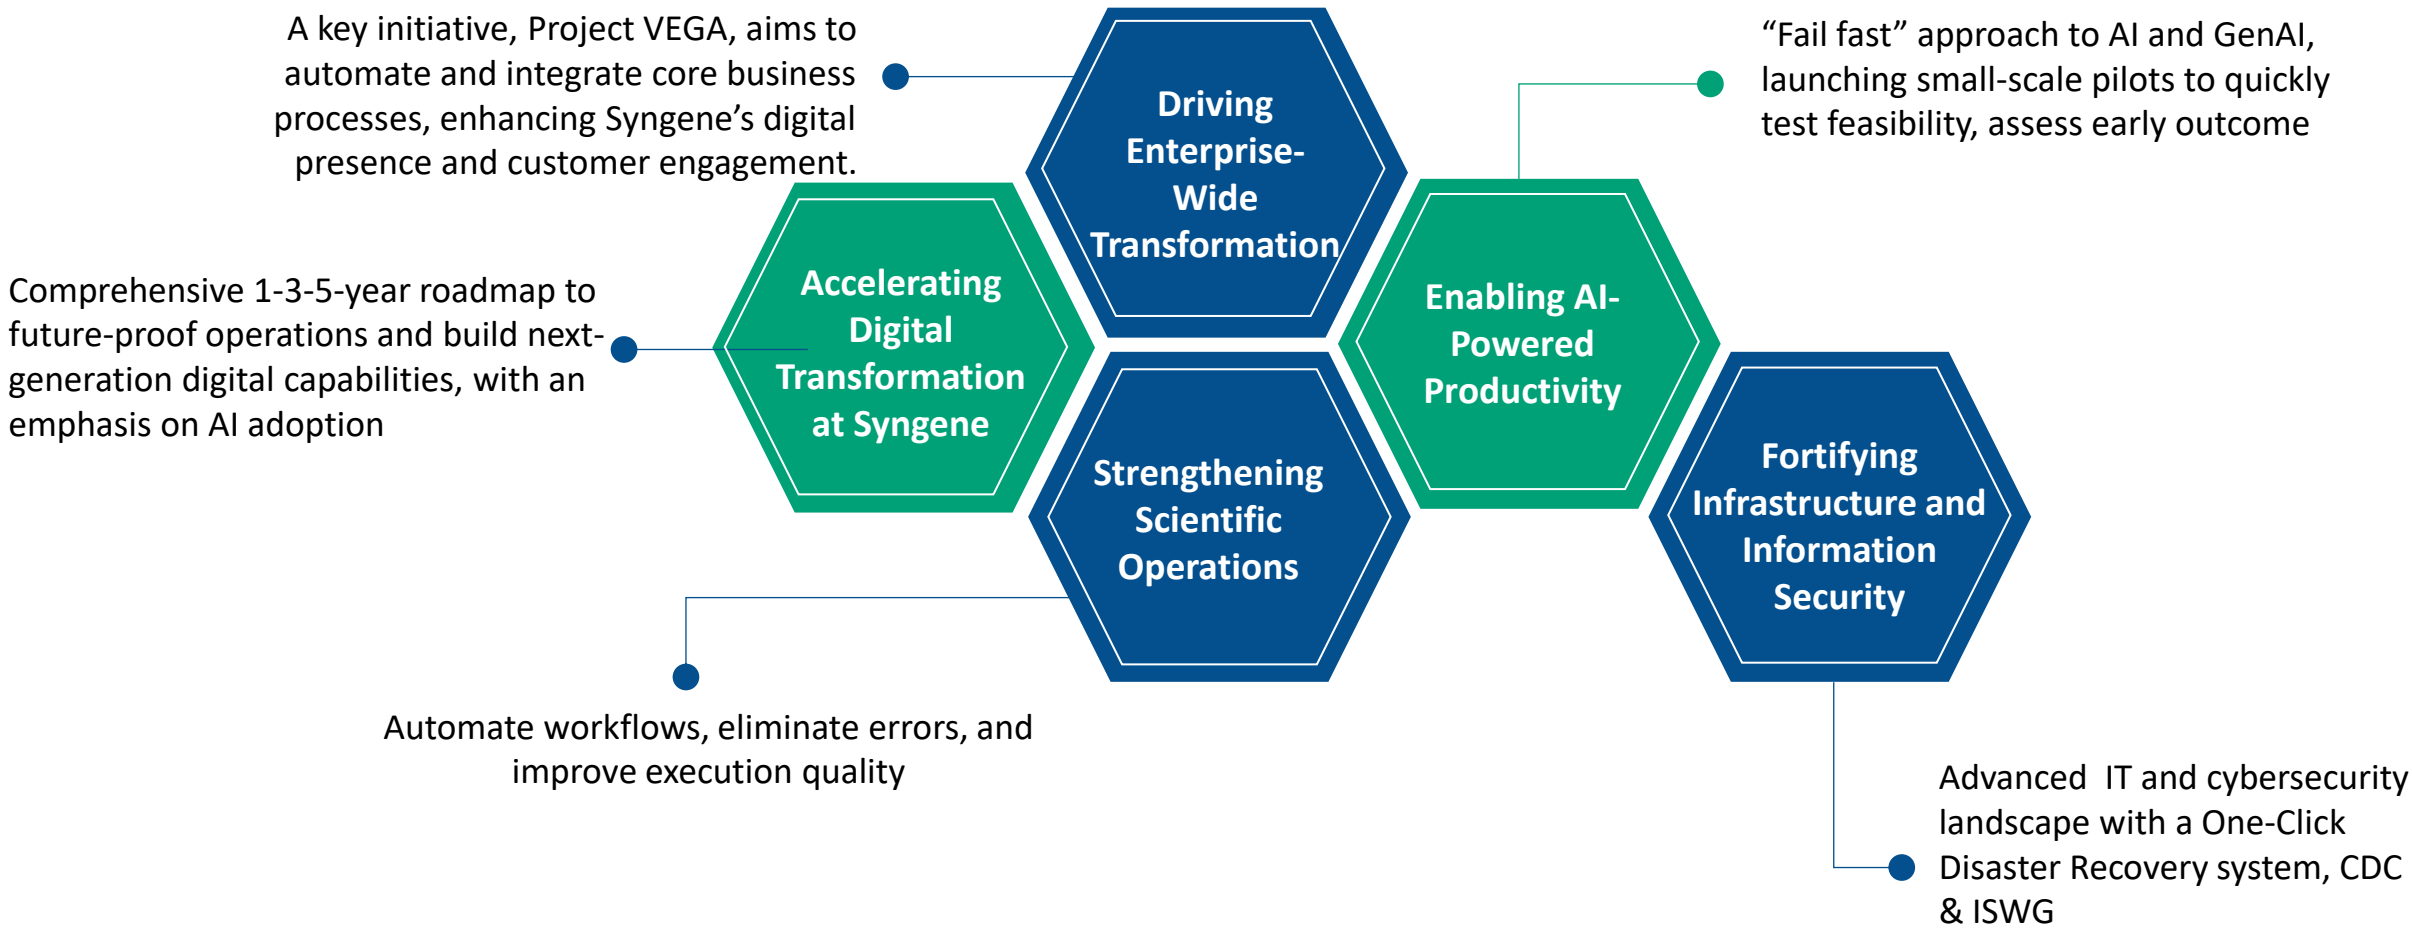 A key initiative, Project VEGA, aims to
automate and integrate core business
processes, enhancing Syngene’s digital
presence and customer engagement.
Driving
Enterprise-
Wide
Transformation
“Fail fast” approach to AI and GenAI,
launching small-scale pilots to quickly
test feasibility, assess early outcome
Comprehensive 1-3-5-year roadmap to
future-proof operations and build next-
generation digital capabilities, with an
emphasis on AI adoption
Accelerating
Digital
Transformation
at Syngene
Enabling AI-
Powered
Productivity
Strengthening
Scientific
Operations
Fortifying
Infrastructure and
Information
Security
Automate workflows, eliminate errors, and
improve execution quality
Advanced  IT and cybersecurity
landscape with a One-Click
Disaster Recovery system, CDC
& ISWG